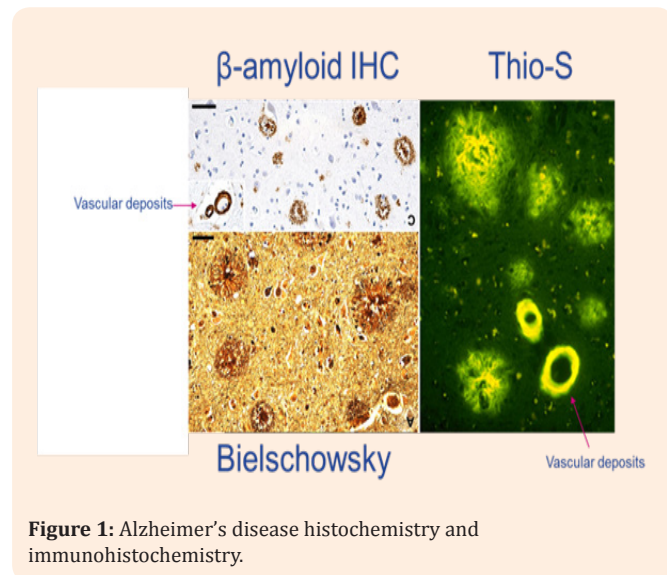 β-amyloid IHC
Thio-S
Vascular deposits
C
A
Bielschowsky
Vascular deposits
Figure 1: Alzheimer’s disease histochemistry and
immunohistochemistry.